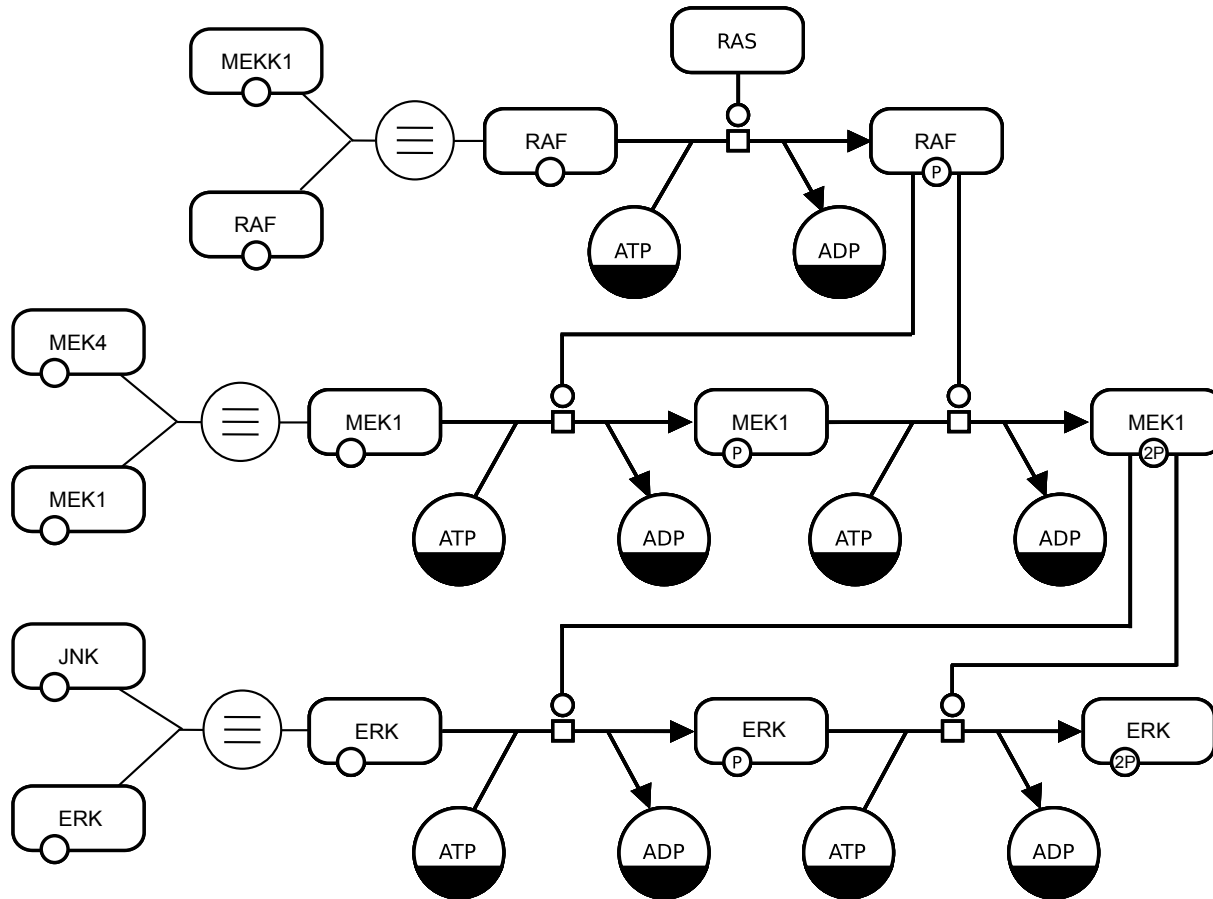 RAS
MEKK1
RAF
RAF
P
RAF
ATP
ADP
MEK4
MEK1
MEK1
P
MEK1
2P
MEK1
ATP
ADP
ATP
ADP
JNK
ERK
ERK
P
ERK
2P
ERK
ATP
ADP
ATP
ADP